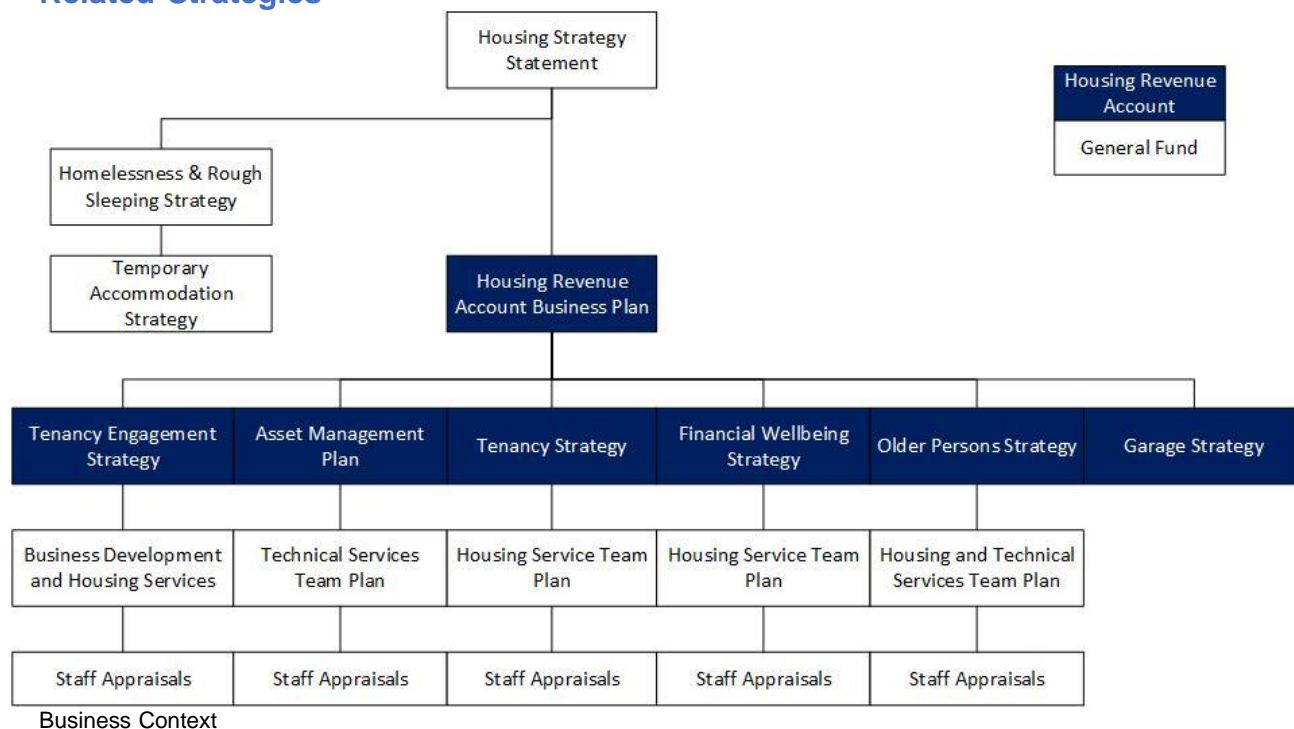 Related Strategies
Housing Strategy
Statement
Housing Revenue
Account
General Fund
Homelessness & Rough
Sleeping Strategy
Temporary
Accommodation
Strategy
Housing Revenue
Account Business Plan
Tenancy Engagement
Strategy
Asset Management
Plan
Tenancy Strategy
Financial Wellbeing
Strategy
Older Persons Strategy
Garage Strategy
Business Development
and Housing Services
Technical Services
Team Plan
Housing Service Team
Plan
Housing Service Team
Plan
Housing and Technical
Services Team Plan
Staff Appraisals
Staff Appraisals
Staff Appraisals
Staff Appraisals
Staff Appraisals
Business Context